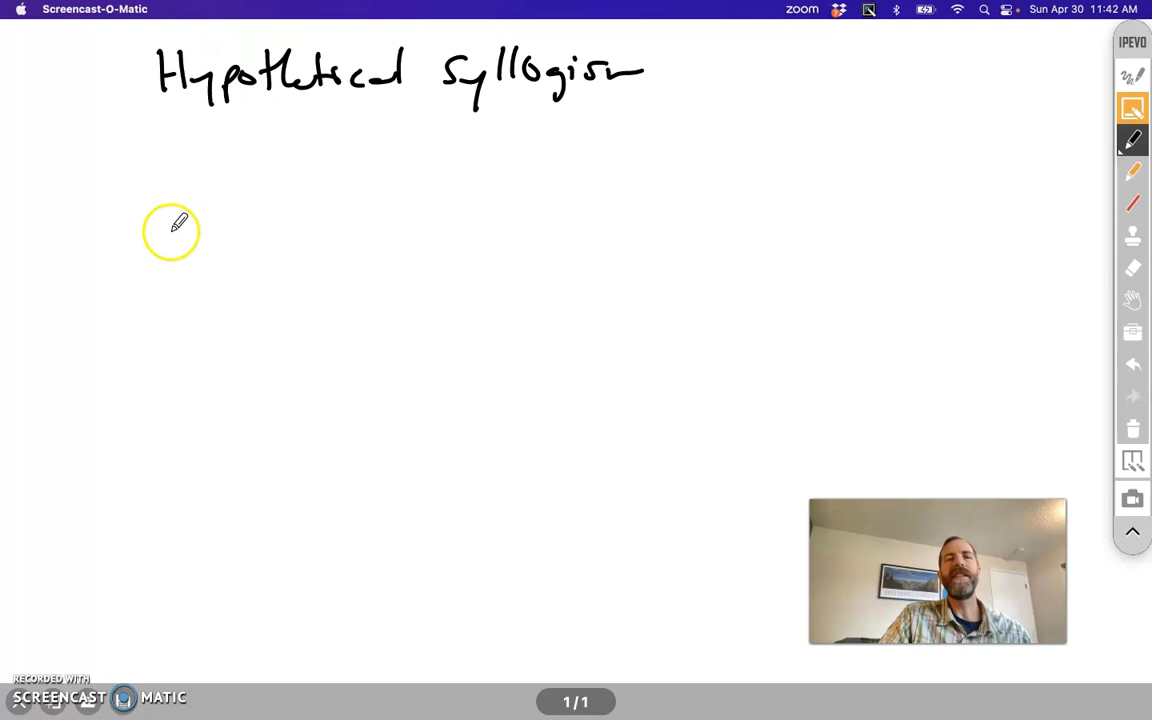 Screencast-O-Matic
zoom
Sun Apr 30 11:42 AM
IPEVO
Hypothetical Syllogism
RECORDED WITH
SCREENCAST MATIC
1/1